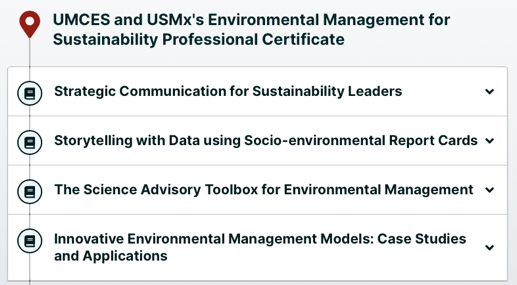 UMCES and USMx's Environmental Management for
Sustainability Professional Certificate
Strategic Communication for Sustainability Leaders
Storytelling with Data using Socio-environmental Report Cards
The Science Advisory Toolbox for Environmental Management
Innovative Environmental Management Models: Case Studies
and Applications